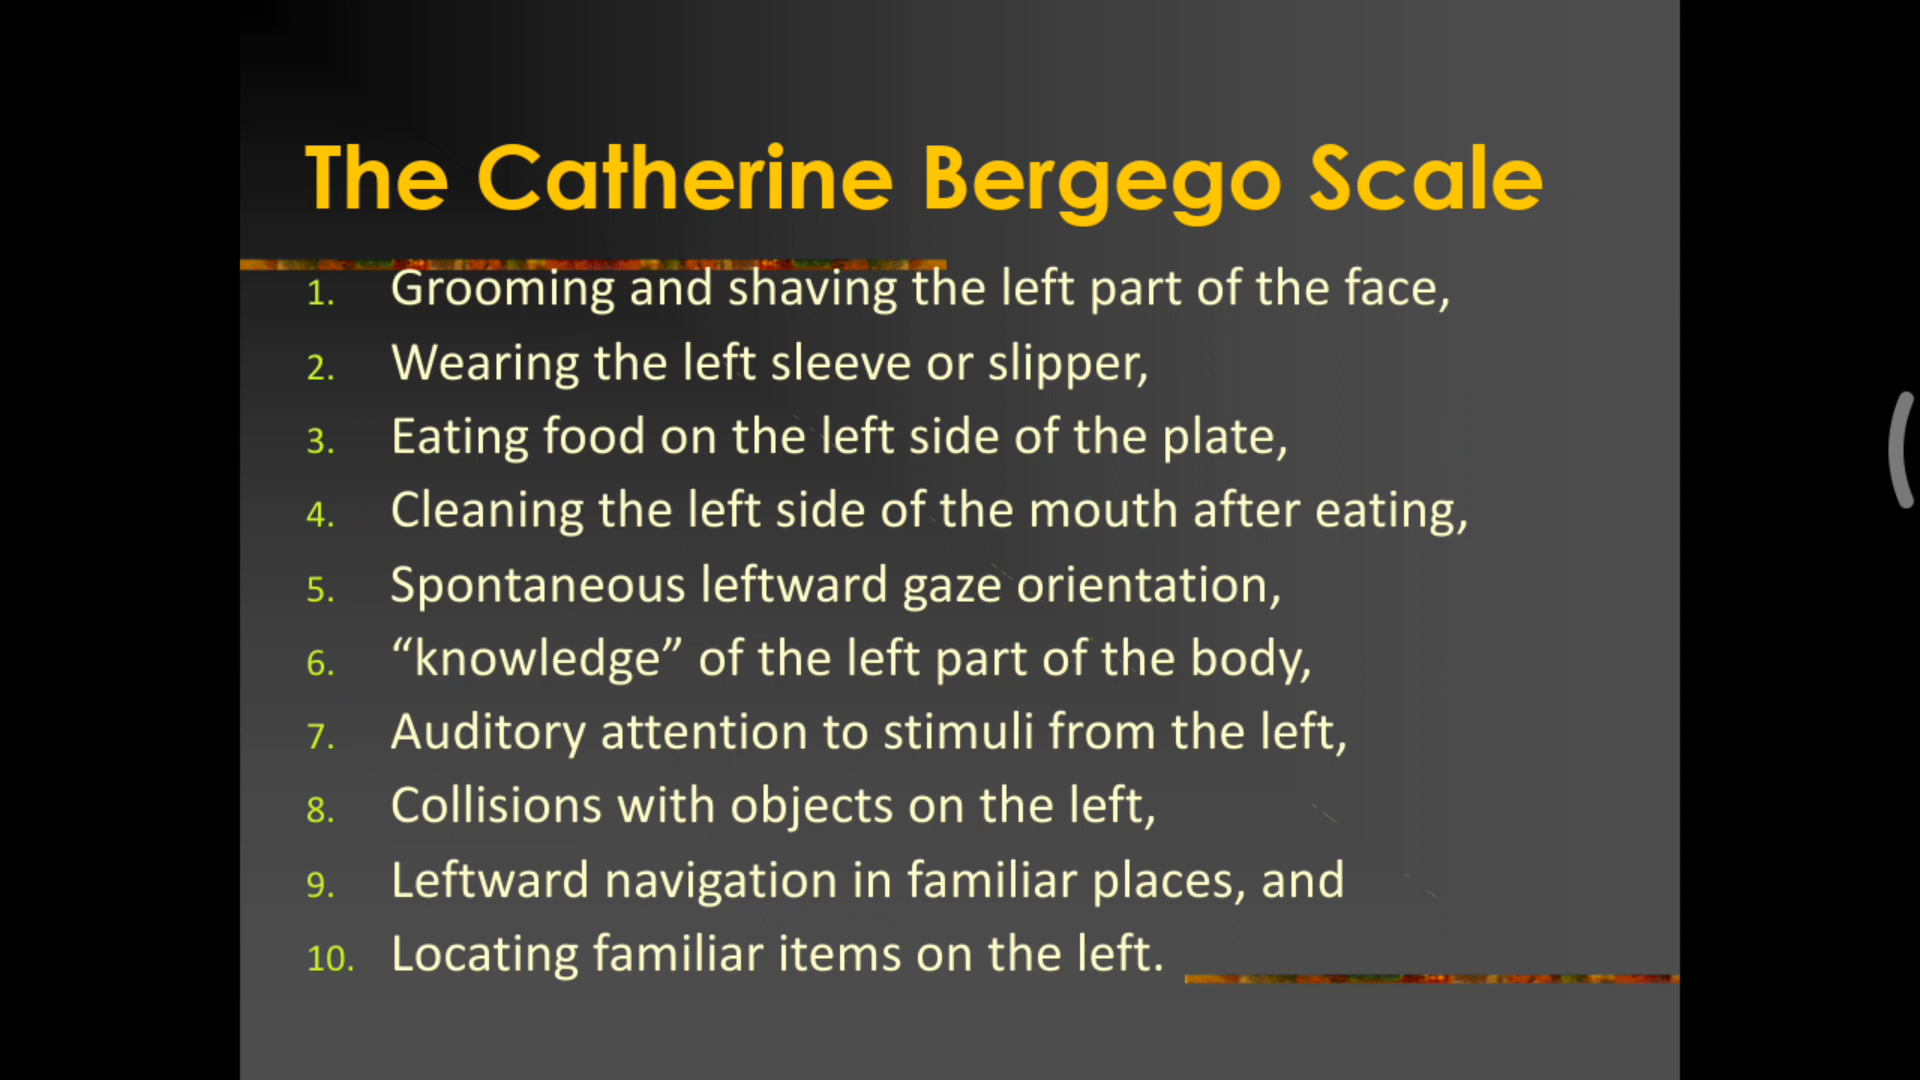 The Catherine Bergego Scale
1. Grooming and shaving the left part of the face,
2. Wearing the left sleeve or slipper,
3. Eating food on the left side of the plate,
4. Cleaning the left side of the mouth after eating,
5. Spontaneous leftward gaze orientation,
6. “knowledge” of the left part of the body,
7. Auditory attention to stimuli from the left,
8. Collisions with objects on the left,
9. Leftward navigation in familiar places, and
10. Locating familiar items on the left.